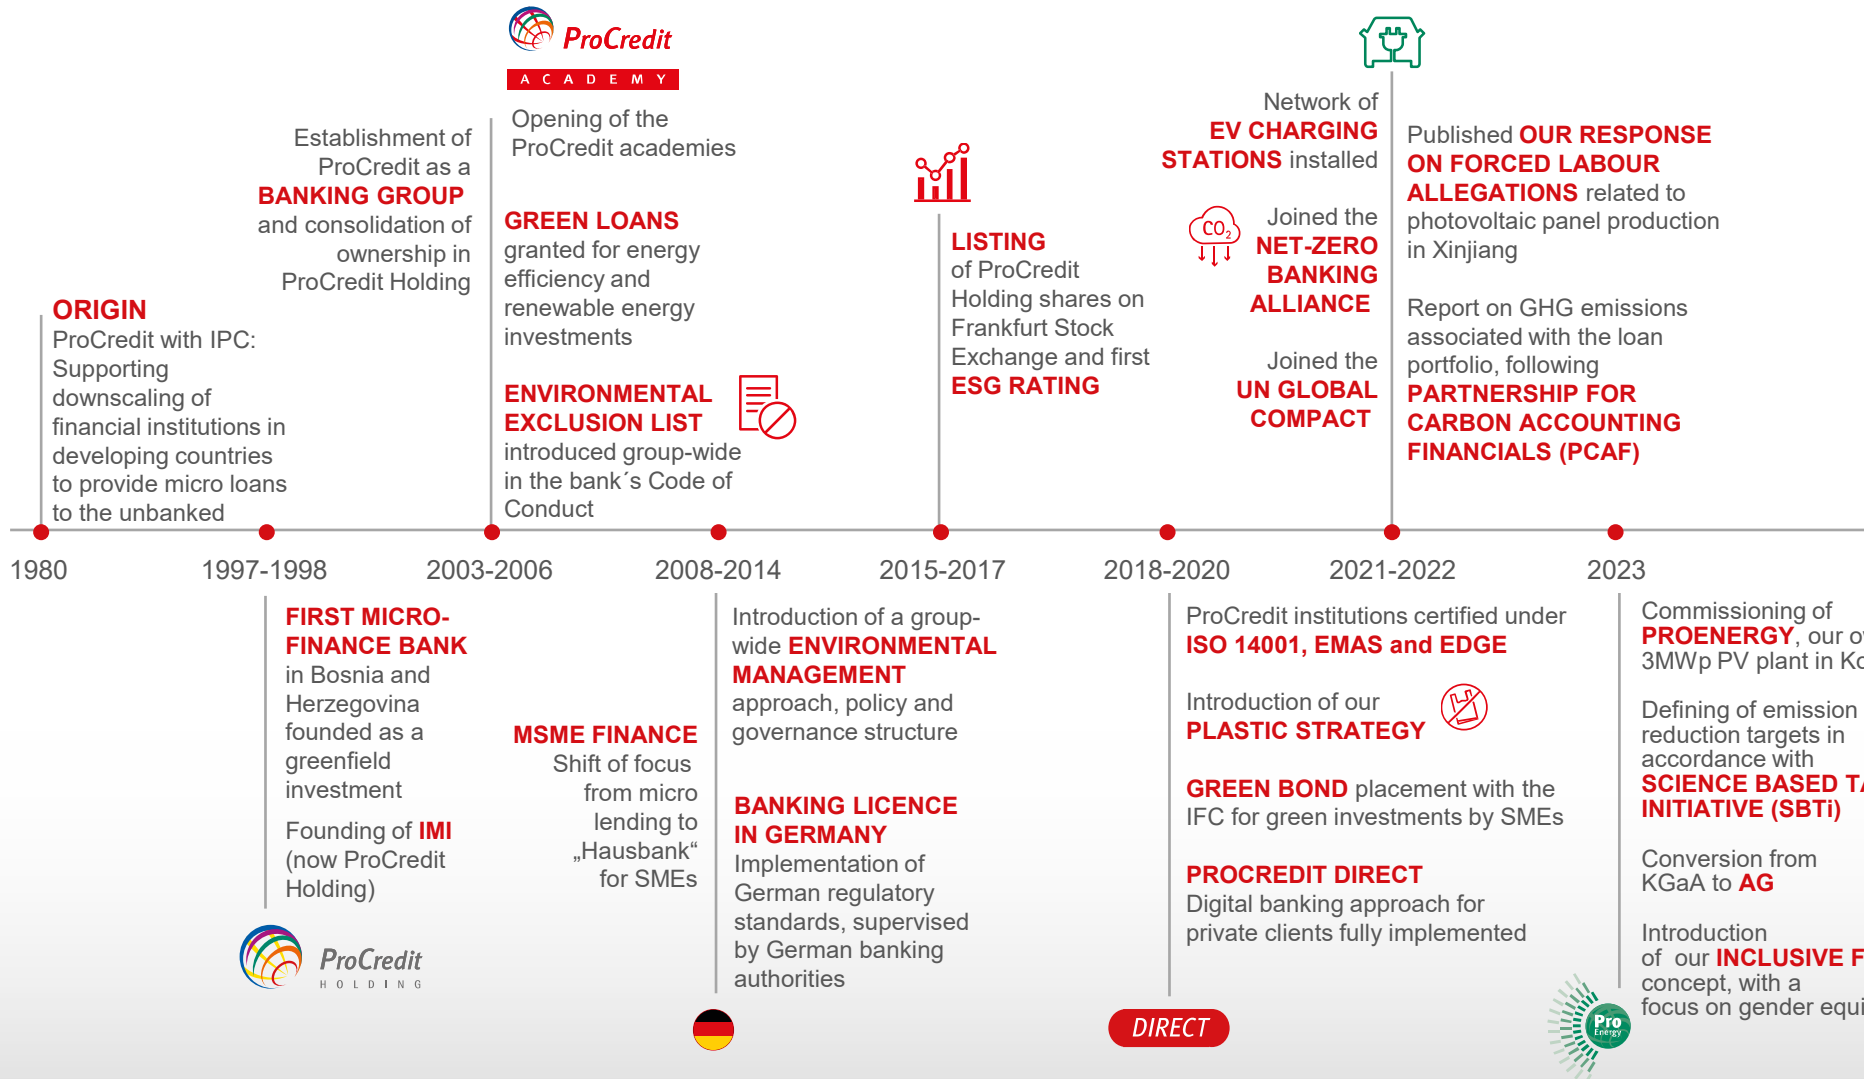 ProCredit
ACADEMY
Establishment of
ProCredit as a
BANKING GROUP
and consolidation of
ownership in
ProCredit Holding
Opening of the
ProCredit academies
GREEN LOANS
granted for energy
efficiency and
renewable energy
investments
ENVIRONMENTAL
EXCLUSION LIST
introduced group-wide
in the bank´s Code of
Conduct
ORIGIN
ProCredit with IPC:
Supporting
downscaling of
financial institutions in
developing countries
to provide micro loans
to the unbanked
LISTING
of ProCredit
Holding shares on
Frankfurt Stock
Exchange and first
ESG RATING
Network of
EV CHARGING
STATIONS installed
CO2
Joined the
NET-ZERO
BANKING
ALLIANCE
Joined the
UN GLOBAL
COMPACT
Published OUR RESPONSE
ON FORCED LABOUR
ALLEGATIONS related to
photovoltaic panel production
in Xinjiang
Report on GHG emissions
associated with the loan
portfolio, following
PARTNERSHIP FOR
CARBON ACCOUNTING
FINANCIALS (PCAF)
1980
1997-1998
2003-2006
2008-2014
2015-2017
2018-2020
2021-2022
2023
FIRST MICRO-
FINANCE BANK
in Bosnia and
Herzegovina
founded as a
greenfield
investment
Founding of IMI
(now ProCredit
Holding)
ProCredit
HOLDING
MSME FINANCE
Shift of focus
from micro
lending to
„Hausbank“
for SMEs
Introduction of a group-
wide ENVIRONMENTAL
MANAGEMENT
approach, policy and
governance structure
BANKING LICENCE
IN GERMANY
Implementation of
German regulatory
standards, supervised
by German banking
authorities
ProCredit institutions certified under
ISO 14001, EMAS and EDGE
Introduction of our
PLASTIC STRATEGY
GREEN BOND placement with the
IFC for green investments by SMEs
PROCREDIT DIRECT
Digital banking approach for
private clients fully implemented
DIRECT
Commissioning of
PROENERGY, our
3MWp PV plant in
Defining of emission
reduction targets in
accordance with
SCIENCE BASED
INITIATIVE (SBTi)
Conversion from
KGaA to AG
Introduction
of our INCLUSIVE
concept, with a
focus on gender
Pro
Energy